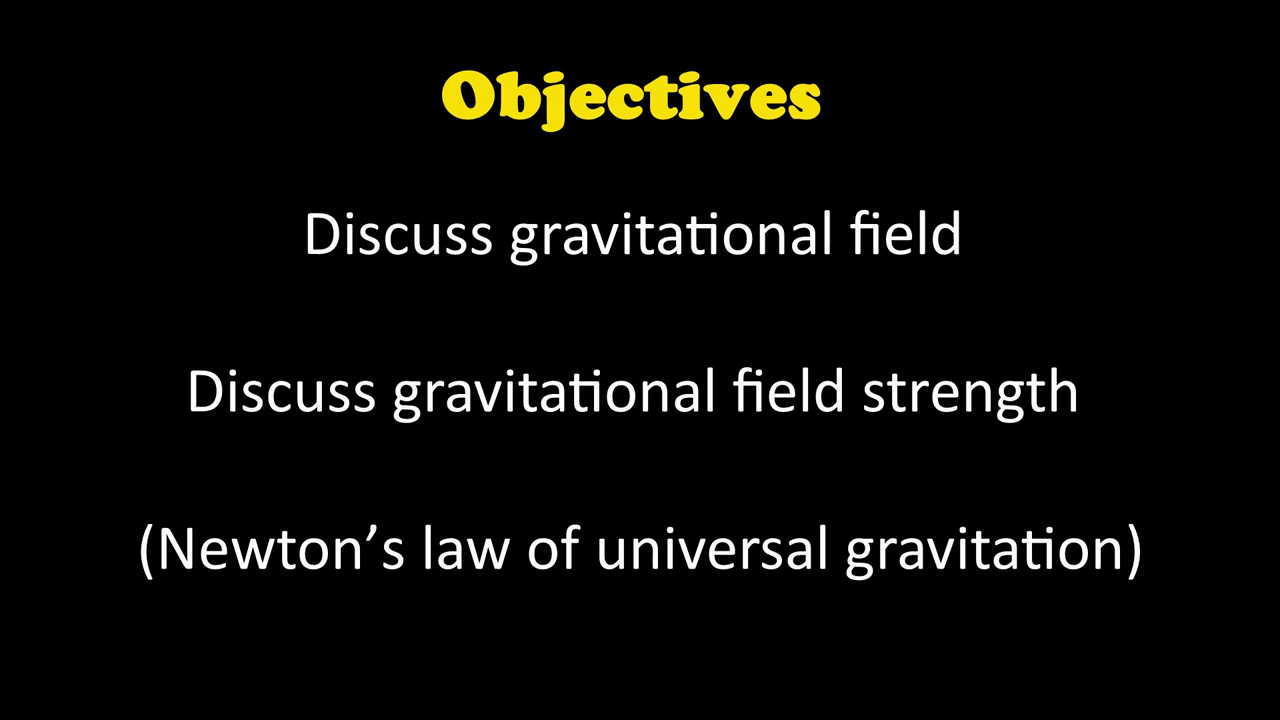 Objectives
Discuss gravitational field
Discuss gravitational field strength
(Newton’s law of universal gravitation)